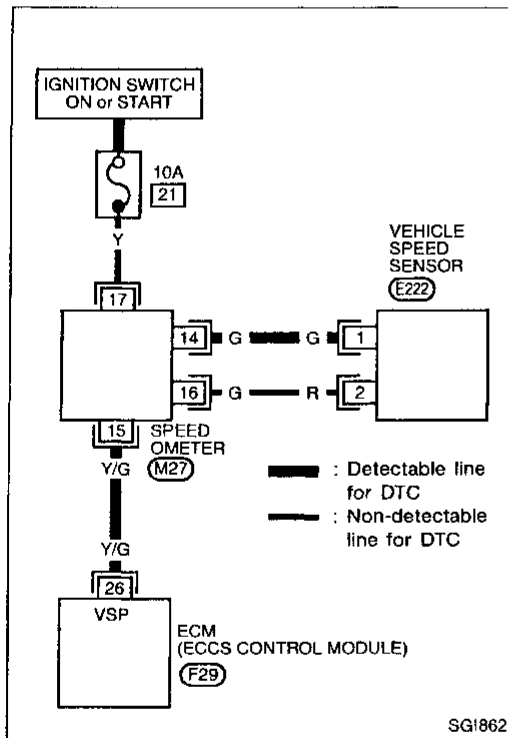 IGNITION SWITCH
ON or START
10A
21
Y
17
VEHICLE
SPEED
SENSOR
E222
14 G G 1
16 G R 2
15
SPEED
OMETER
M27
Y/G
: Detectable line
for DTC
: Non-detectable
line for DTC
Y/G
26
VSP
ECM
(ECCS CONTROL MODULE)
F29
SGI862